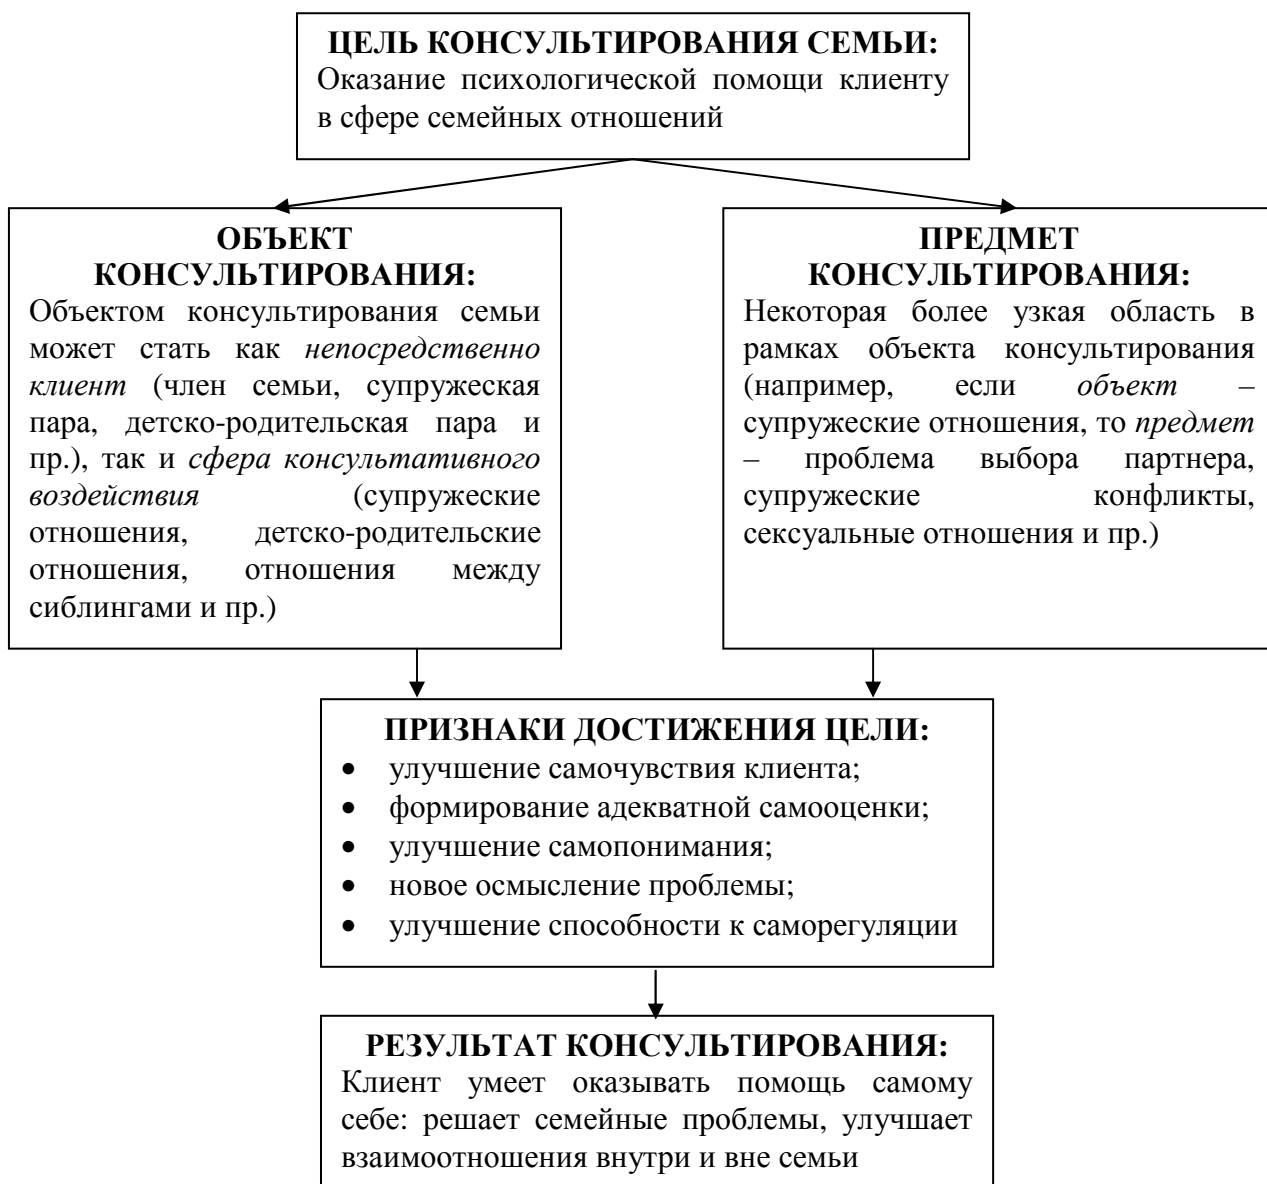 ЦЕЛЬ КОНСУЛЬТИРОВАНИЯ СЕМЬИ:
Оказание психологической помощи клиенту
в сфере семейных отношений
ОБЪЕКТ
КОНСУЛЬТИРОВАНИЯ:
Объектом консультирования семьи
может стать как непосредственно
клиент (член семьи, супружеская
пара, детско-родительская пара и
пр.), так и сфера консультативного
воздействия (супружеские
отношения, детско-родительские
отношения, отношения между
сиблингами и пр.)
ПРЕДМЕТ
КОНСУЛЬТИРОВАНИЯ:
Некоторая более узкая область в
рамках объекта консультирования
(например, если объект –
супружеские отношения, то предмет
– проблема выбора партнера,
супружеские конфликты,
сексуальные отношения и пр.)
ПРИЗНАКИ ДОСТИЖЕНИЯ ЦЕЛИ:
• улучшение самочувствия клиента;
• формирование адекватной самооценки;
• улучшение самопонимания;
• новое осмысление проблемы;
• улучшение способности к саморегуляции
РЕЗУЛЬТАТ КОНСУЛЬТИРОВАНИЯ:
Клиент умеет оказывать помощь самому
себе: решает семейные проблемы, улучшает
взаимоотношения внутри и вне семьи